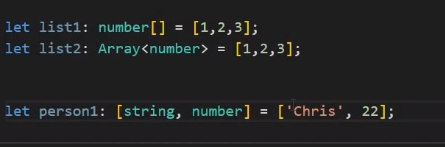 let list1: number[] = [1,2,3];
let list2: Array<number> = [1,2,3];
let person1: [string, number] = ['Chris', 22];